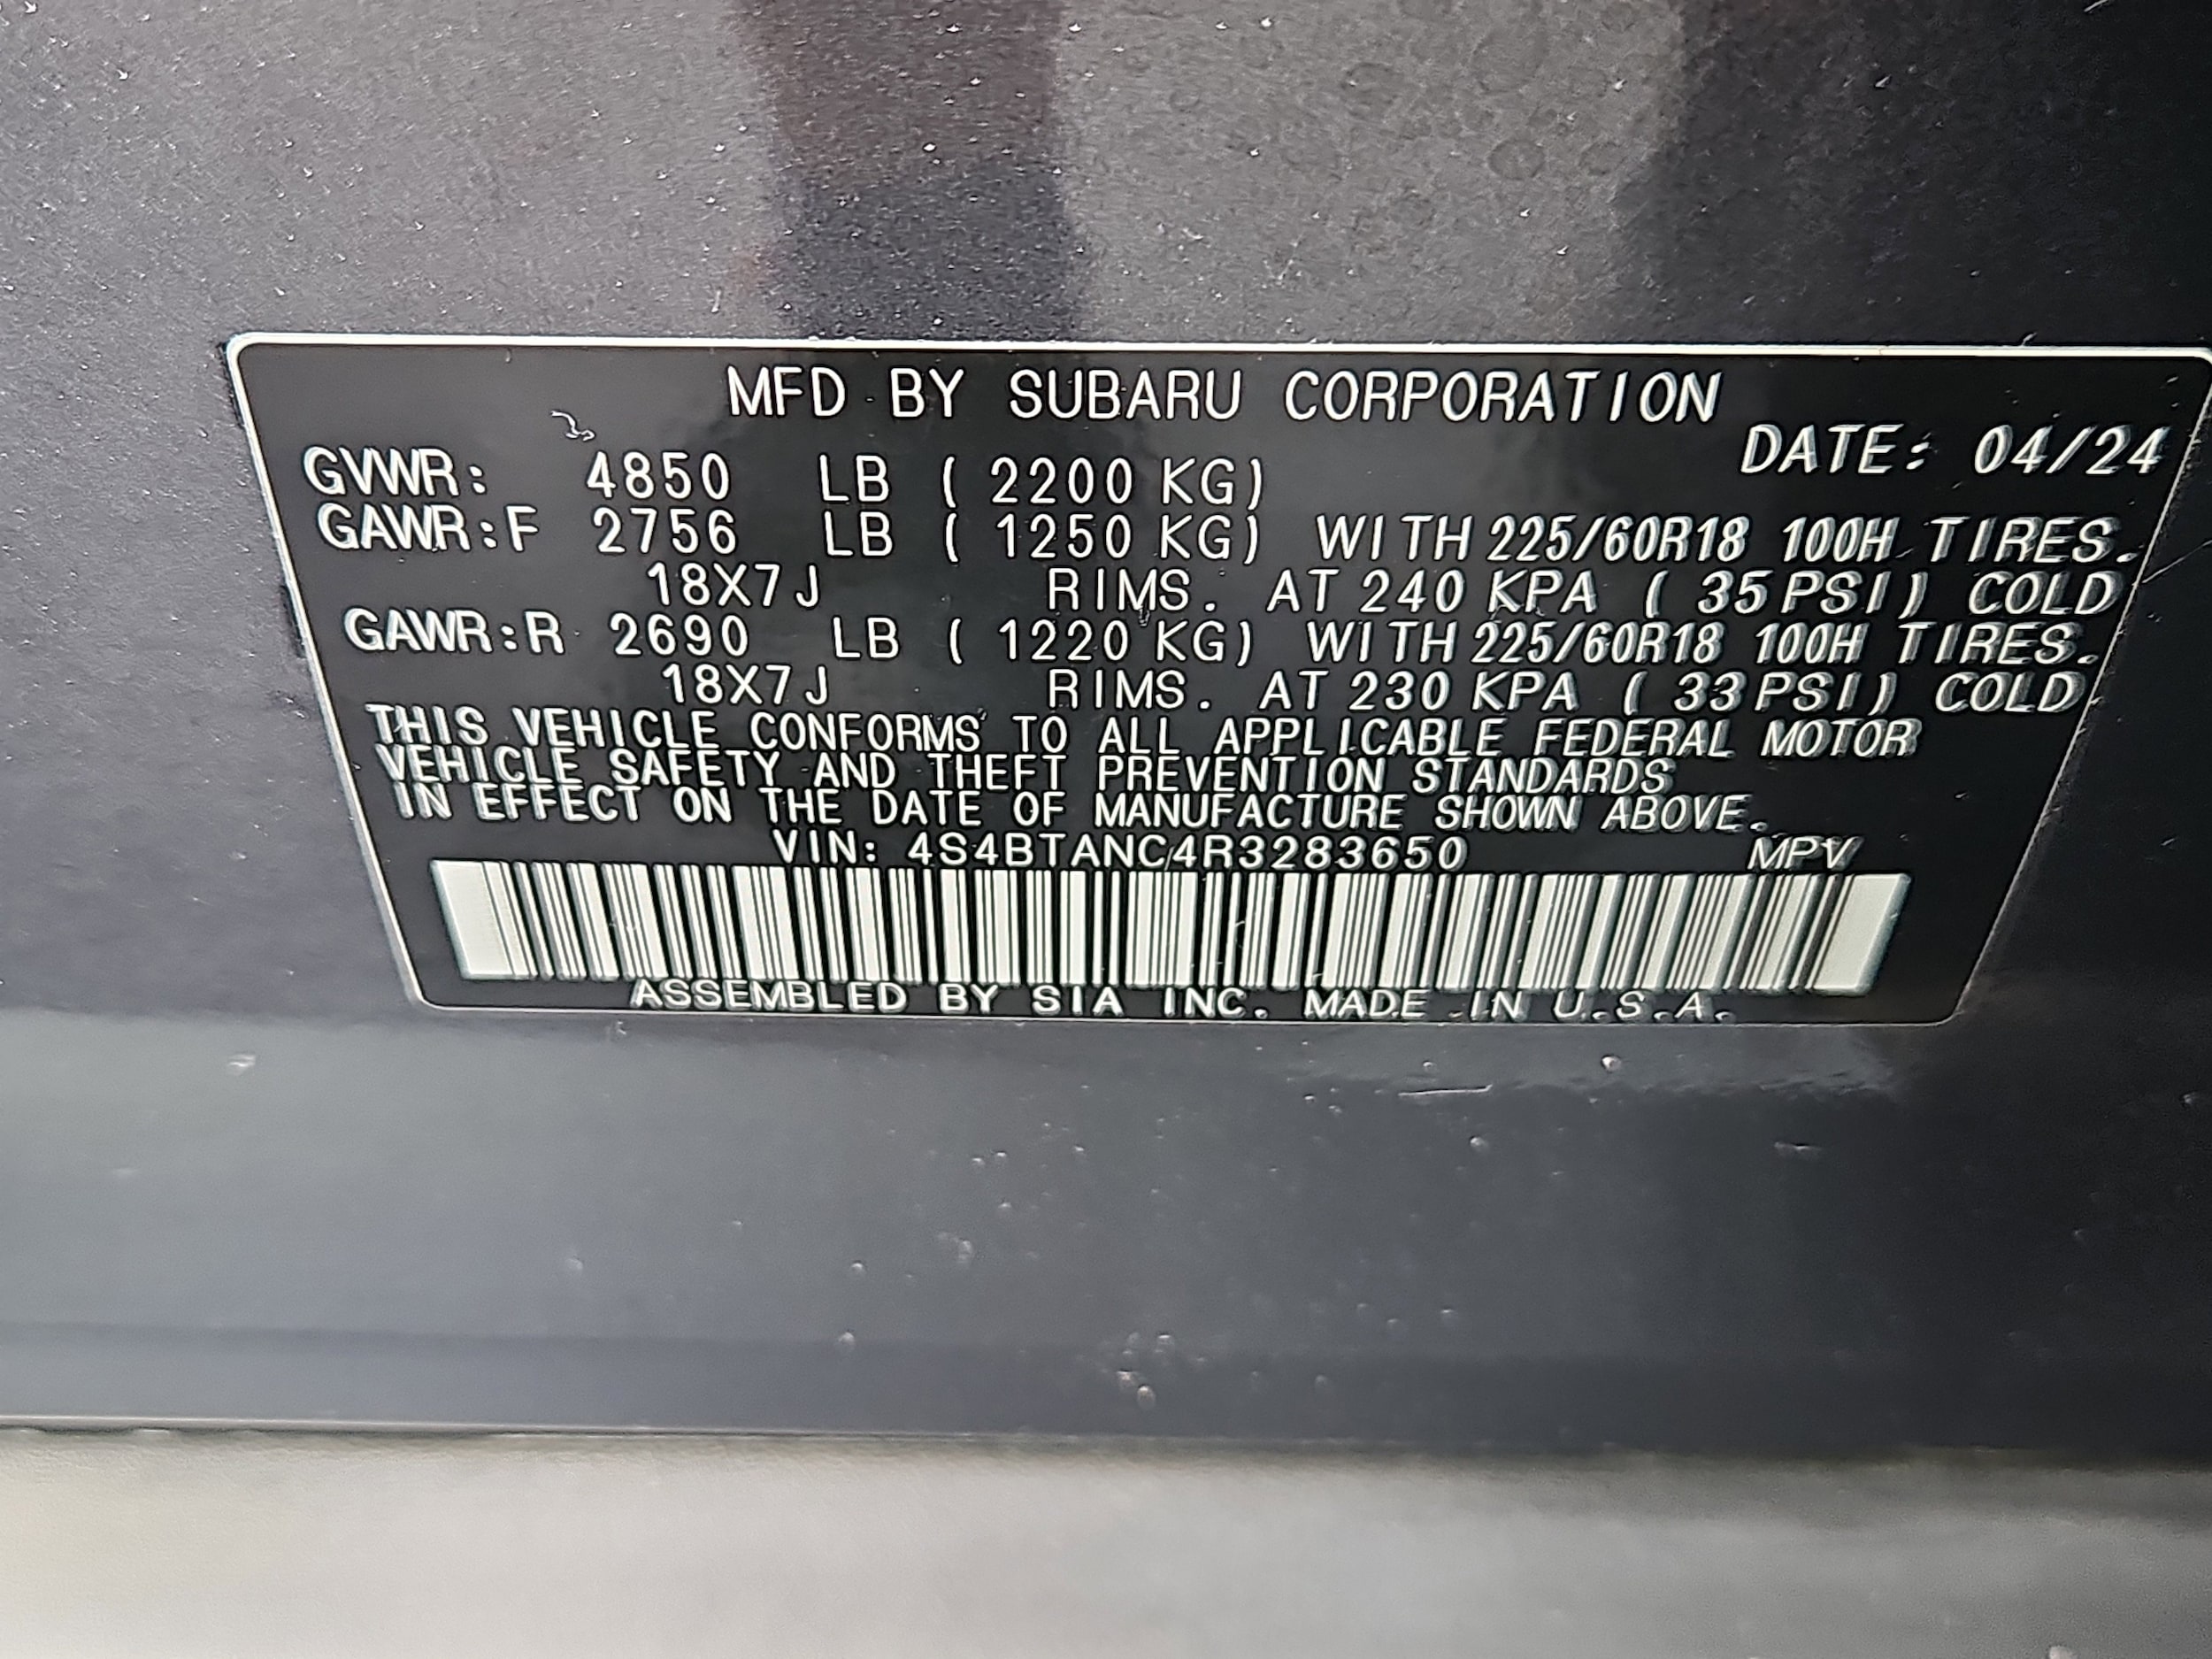 MFD BY SUBARU CORPORATION
DATE: 04/24
GVWR: 4850 LB ( 2200 KG)
GAWR:F 2756 LB ( 1250 KG) WITH 225/60R18 100H TIRES.
18X7J RIMS. AT 240 KPA ( 35 PSI) COLD
GAWR:R 2690 LB ( 1220 KG) WITH 225/60R18 100H TIRES.
18X7J RIMS. AT 230 KPA ( 33 PSI) COLD
THIS VEHICLE CONFORMS TO ALL APPLICABLE FEDERAL MOTOR
VEHICLE SAFETY AND THEFT PREVENTION STANDARDS
IN EFFECT ON THE DATE OF MANUFACTURE SHOWN ABOVE.
VIN: 4S4BTANC4R3283650 MPV
ASSEMBLED BY SIA INC. MADE IN U.S.A.